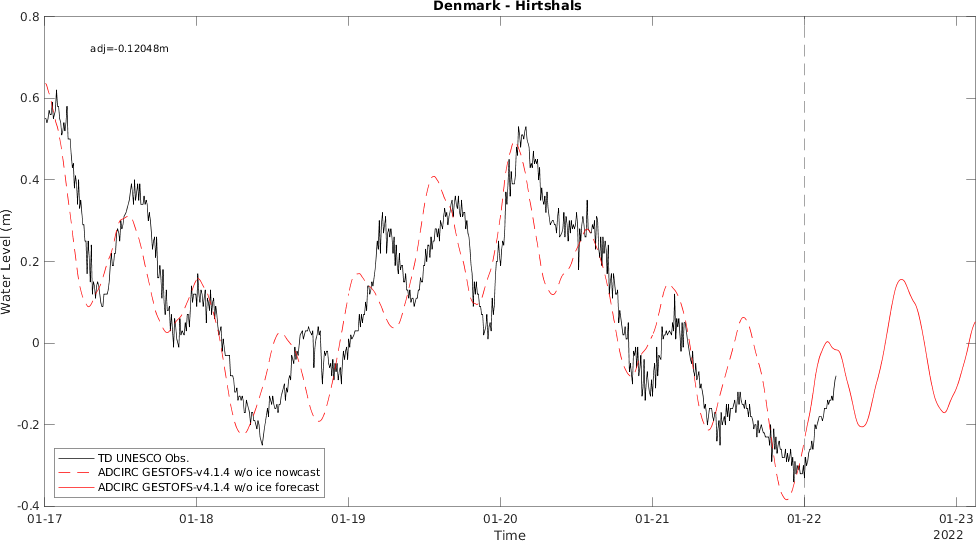 Denmark - Hirtshals
adj=-0.12048m
0.8
0.6
0.4
0.2
0
-0.2
-0.4
Water Level (m)
TD UNESCO Obs.
ADCIRC GESTOFS-v4.1.4 w/o ice nowcast
ADCIRC GESTOFS-v4.1.4 w/o ice forecast
01-17 01-18 01-19 01-20 01-21 01-22 01-23
Time
2022